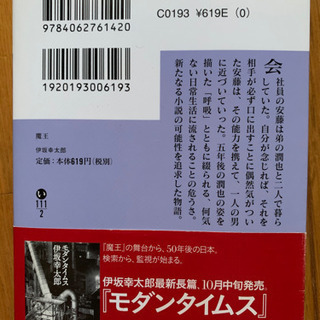 9784062761420
C0193 ¥619E (0)
1920193006193
魔王
伊坂幸太郎
定価：本体619円（税別）
い
111
2
会社員の安藤は弟の潤也と二人で暮ら
していた。自分が念じれば、それを
相手が必ず口に出すことに偶然気がつい
た安藤は、その能力を携えて、一人の男
に近づいていった。五年後の潤也の姿を
描いた「呼吸」とともに綴られる、何気
ない日常生活に流されることの危うさ。
新たなる小説の可能性を追求した物語。
モダンタイムス
伊坂幸太郎
『魔王』の舞台から、50年後の日本。
検索から、監視が始まる。
伊坂幸太郎最新長篇、10月中旬発売。
『モダンタイムス』